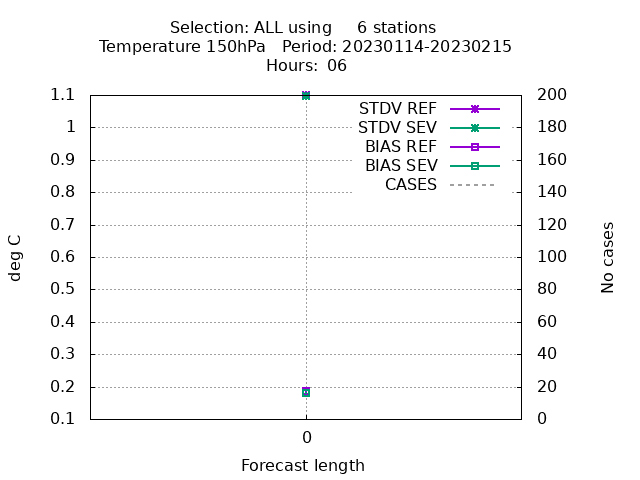 Selection: ALL using     6 stations
Temperature 150hPa   Period: 20230114-20230215
Hours: 06
1.1
1
0.9
0.8
0.7
0.6
0.5
0.4
0.3
0.2
0.1
deg C
STDV REF
STDV SEV
BIAS REF
BIAS SEV
CASES
200
180
160
140
120
100
80
60
40
20
0
No cases
0
Forecast length